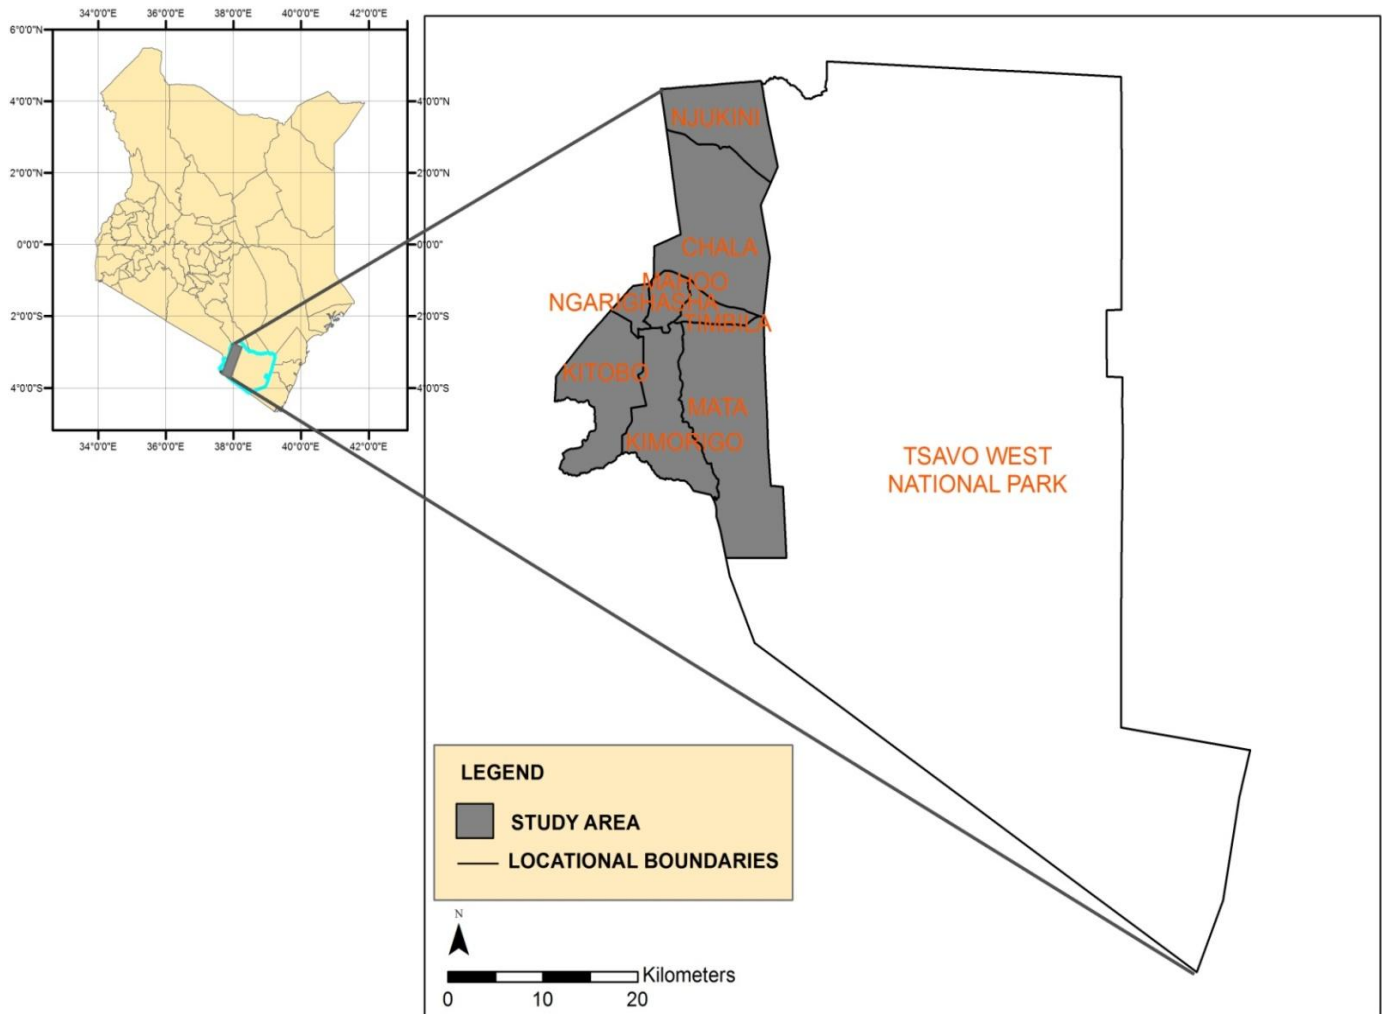 34°0'0"E 36°0'0"E 38°0'0"E 40°0'0"E 42°0'0"E
6°0'0"N
4°0'0"N 4°0'0"N
2°0'0"N 2°0'0"N
0°0'0" 0°0'0"
2°0'0"S 2°0'0"S
4°0'0"S 4°0'0"S
34°0'0"E 36°0'0"E 38°0'0"E 40°0'0"E 42°0'0"E
NJUKINI
CHALA
MAHOO
NGARIGHASHA
TIMBILA
KITOBO
MATA
KIMORIGO
TSAVO WEST
NATIONAL PARK
LEGEND
STUDY AREA
LOCATIONAL BOUNDARIES
N
Kilometers
0 10 20